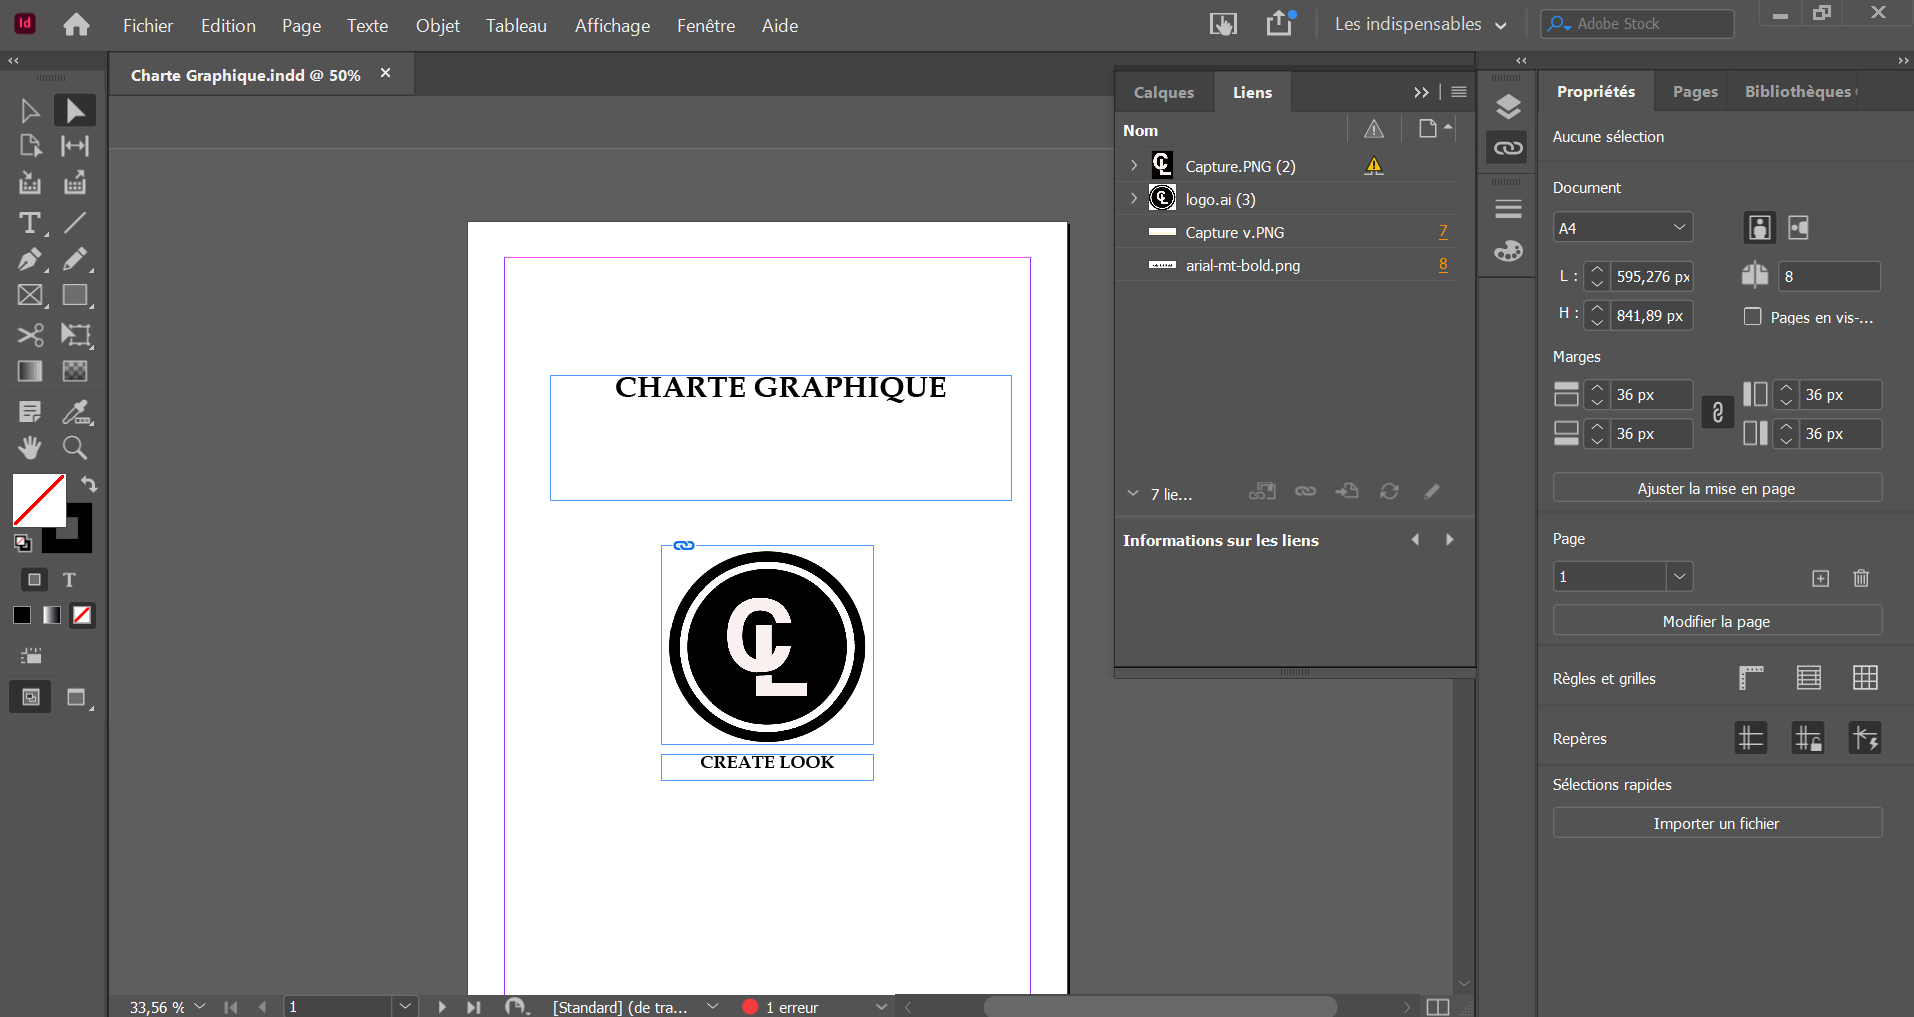 Id
Fichier Edition Page Texte Objet Tableau Affichage Fenêtre Aide
Les indispensables
Adobe Stock
Charte Graphique.indd @ 50%
Calques Liens
Nom
Capture.PNG (2)
logo.ai (3)
Capture v.PNG 7
arial-mt-bold.png 8
7 lie...
Informations sur les liens
CHARTE GRAPHIQUE
CL
CREATE LOOK
Propriétés Pages Bibliothèques
Aucune sélection
Document
A4
L : 595,276 px
8
H : 841,89 px
Pages en vis-...
Marges
36 px 36 px
36 px 36 px
Ajuster la mise en page
Page
1
Modifier la page
Règles et grilles
Repères
Sélections rapides
Importer un fichier
33,56 % 1 [Standard] (de tra... 1 erreur